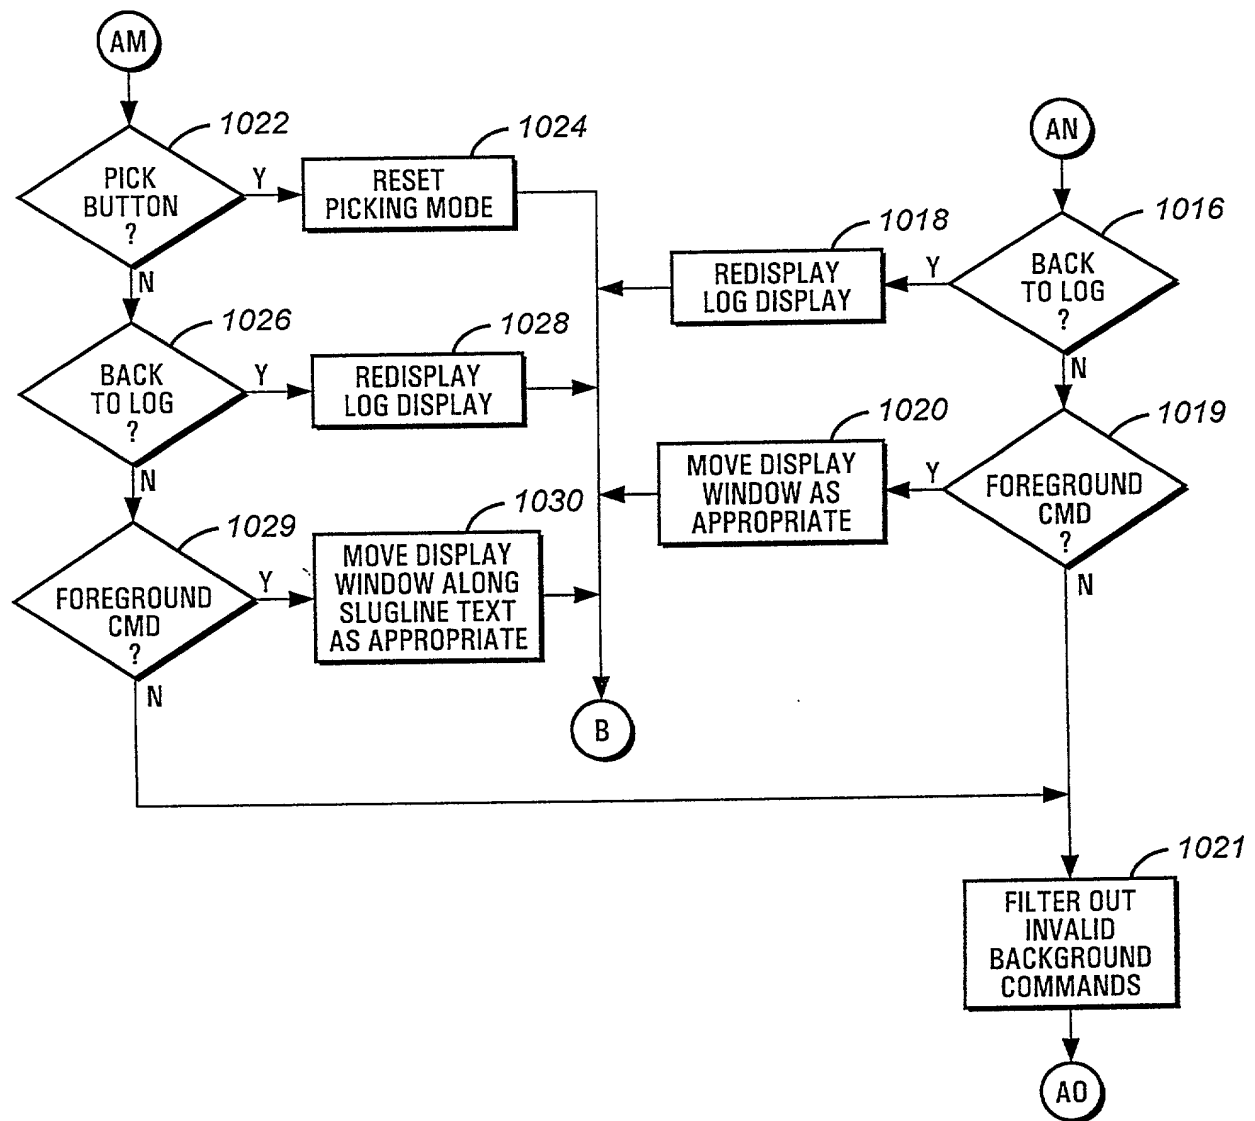 AM
1022
PICK
BUTTON
?
Y
N
1024
RESET
PICKING MODE
1026
BACK
TO LOG
?
Y
N
1028
REDISPLAY
LOG DISPLAY
1029
FOREGROUND
CMD
?
Y
N
1030
MOVE DISPLAY
WINDOW ALONG
SLUGLINE TEXT
AS APPROPRIATE
B
AN
1016
BACK
TO LOG
?
Y
N
1018
REDISPLAY
LOG DISPLAY
1019
FOREGROUND
CMD
?
Y
N
1020
MOVE DISPLAY
WINDOW AS
APPROPRIATE
1021
FILTER OUT
INVALID
BACKGROUND
COMMANDS
AO